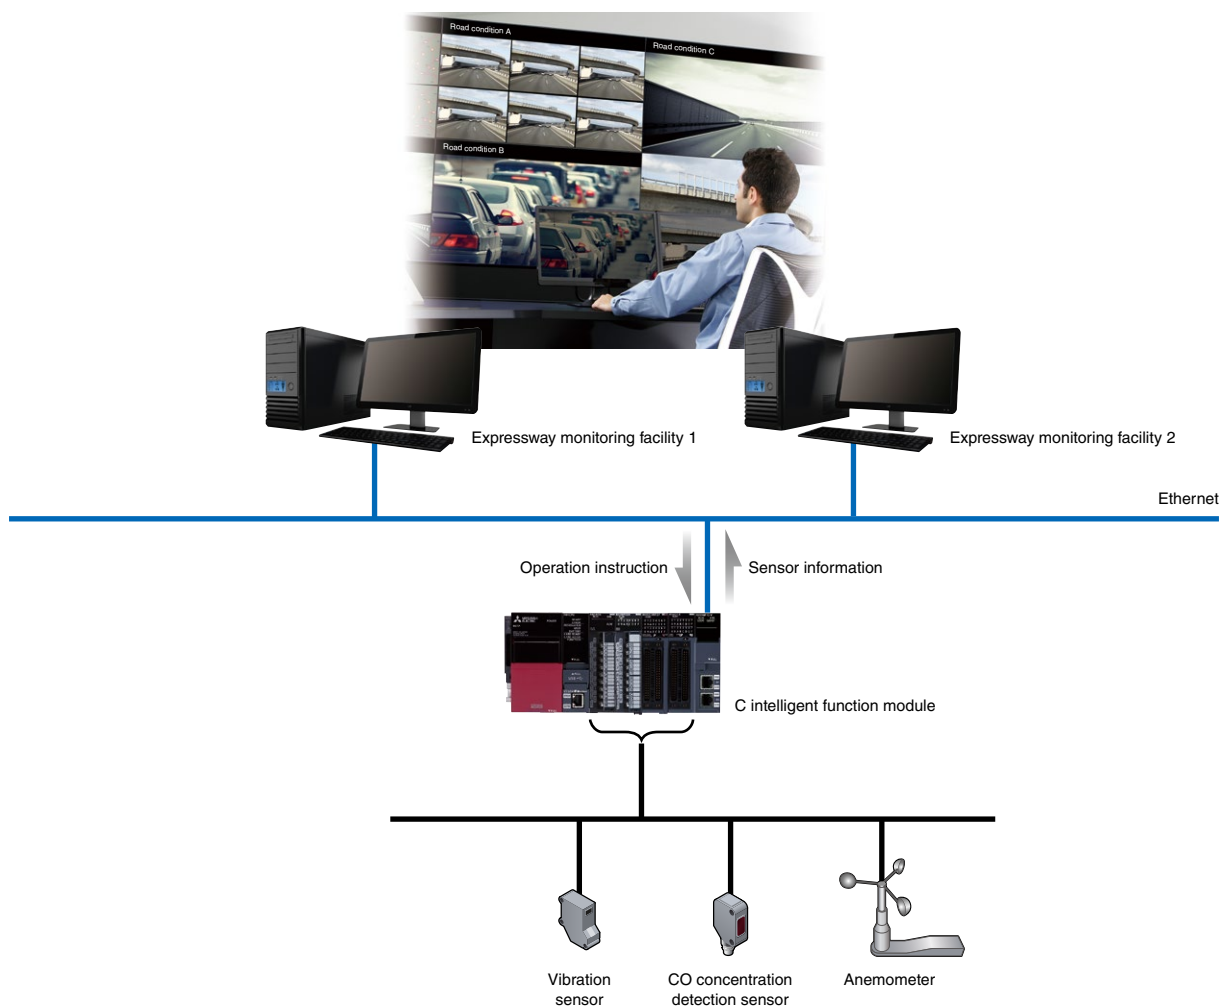 Road condition A
Road condition C
Road condition B
Expressway monitoring facility 1
Expressway monitoring facility 2
Ethernet
Operation instruction
Sensor information
C intelligent function module
Vibration
sensor
CO concentration
detection sensor
Anemometer